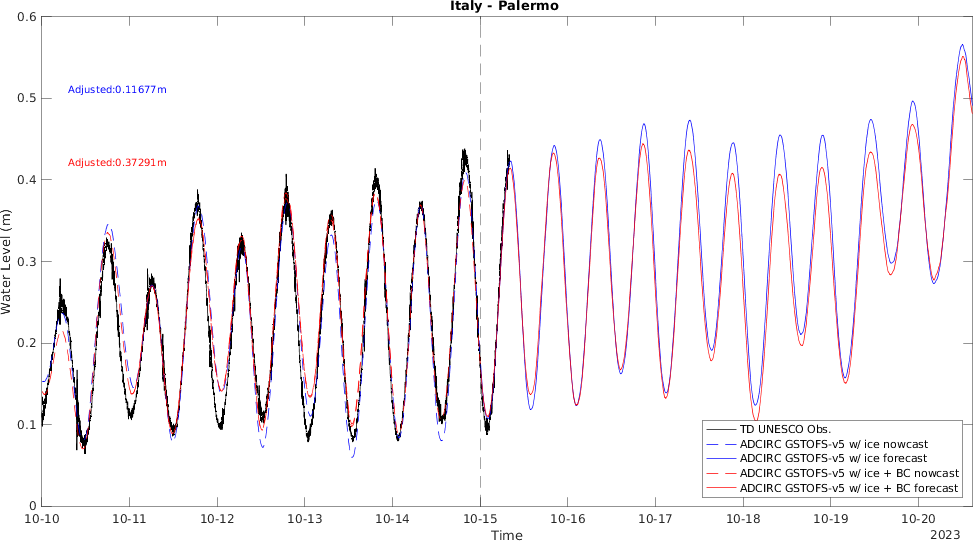 Italy - Palermo
0.6
0.5
0.4
0.3
0.2
0.1
0
Water Level (m)
Adjusted:0.11677m
Adjusted:0.37291m
TD UNESCO Obs.
ADCIRC GSTOFS-v5 w/ ice nowcast
ADCIRC GSTOFS-v5 w/ ice forecast
ADCIRC GSTOFS-v5 w/ ice + BC nowcast
ADCIRC GSTOFS-v5 w/ ice + BC forecast
10-10 10-11 10-12 10-13 10-14 10-15 10-16 10-17 10-18 10-19 10-20
Time
2023